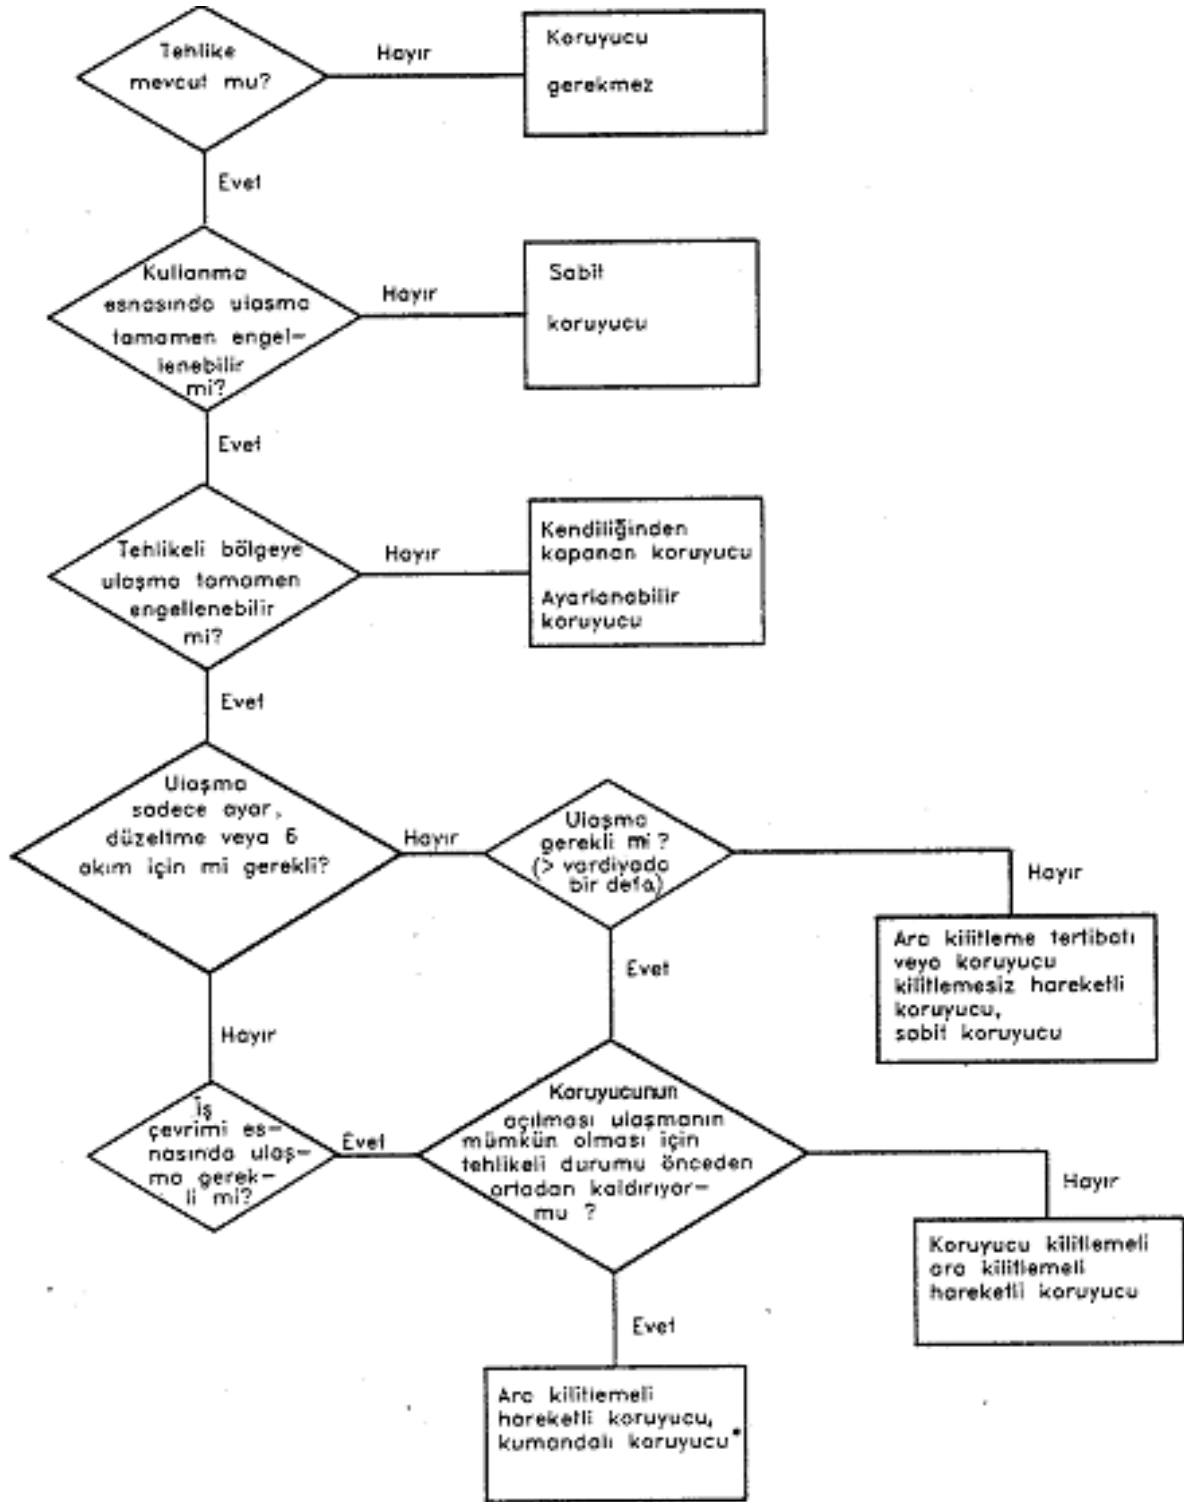 Tehlike
mevcut mu?
Hayır
Koruyucu
gerekmez
Evet
Kullanma
esnasında ulaşma
tamamen engel-
lenebilir
mi?
Hayır
Sabit
koruyucu
Evet
Tehlikeli bölgeye
ulaşma tamamen
engellenebilir
mi?
Hayır
Kendiliğinden
kapanan koruyucu
Ayarlanabilir
koruyucu
Evet
Ulaşma
sadece ayar,
düzeltme veya 6
akım için mi gerekli?
Hayır
Ulaşma
gerekli mi?
(> vardiyada
bir defa)
Hayır
Ara kilitleme tertibatı
veya koruyucu
kilitlemesiz hareketli
koruyucu,
sabit koruyucu
Evet
Hayır
İş
çevrimi es-
nasında ulaş-
ma gerek-
li mi?
Evet
Koruyucunun
açılması ulaşmanın
mümkün olması için
tehlikeli durumu önceden
ortadan kaldırıyor-
mu ?
Hayır
Koruyucu kilitlemeli
ara kilitlemeli
hareketli koruyucu
Evet
Ara kilitlemeli
hareketli koruyucu,
kumandalı koruyucu*